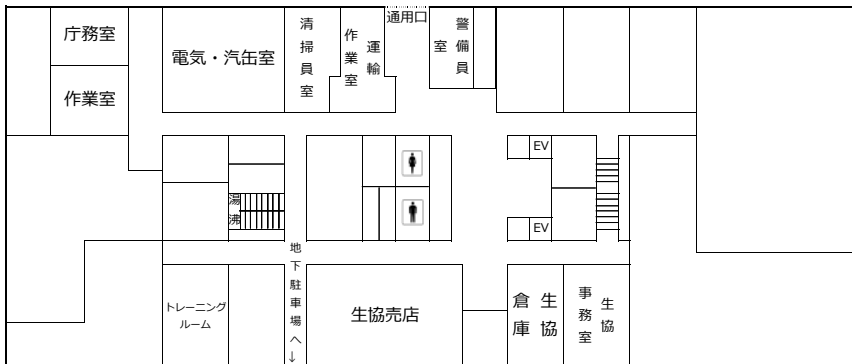 通用口
庁務室
電気・汽缶室
清掃員室
運輸
作業室
警備員
室
作業室
EV
湯沸
EV
地下駐車場へ↓
トレーニング
ルーム
生協売店
生協
倉庫
生協
事務室